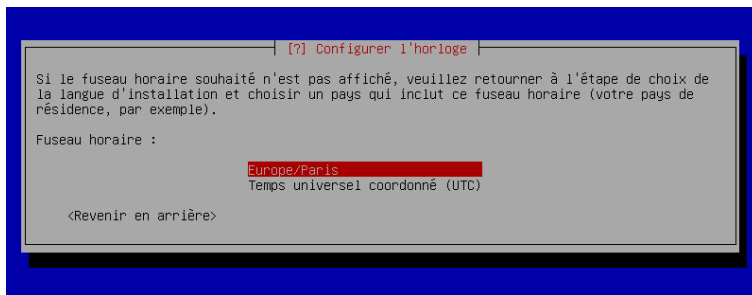 [?] Configurer l'horloge
Si le fuseau horaire souhaité n'est pas affiché, veuillez retourner à l'étape de choix de
la langue d'installation et choisir un pays qui inclut ce fuseau horaire (votre pays de
résidence, par exemple).
Fuseau horaire :
Europe/Paris
Temps universel coordonné (UTC)
<Revenir en arrière>